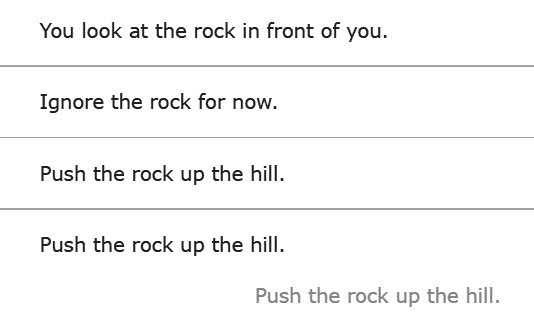 You look at the rock in front of you.
Ignore the rock for now.
Push the rock up the hill.
Push the rock up the hill.
Push the rock up the hill.